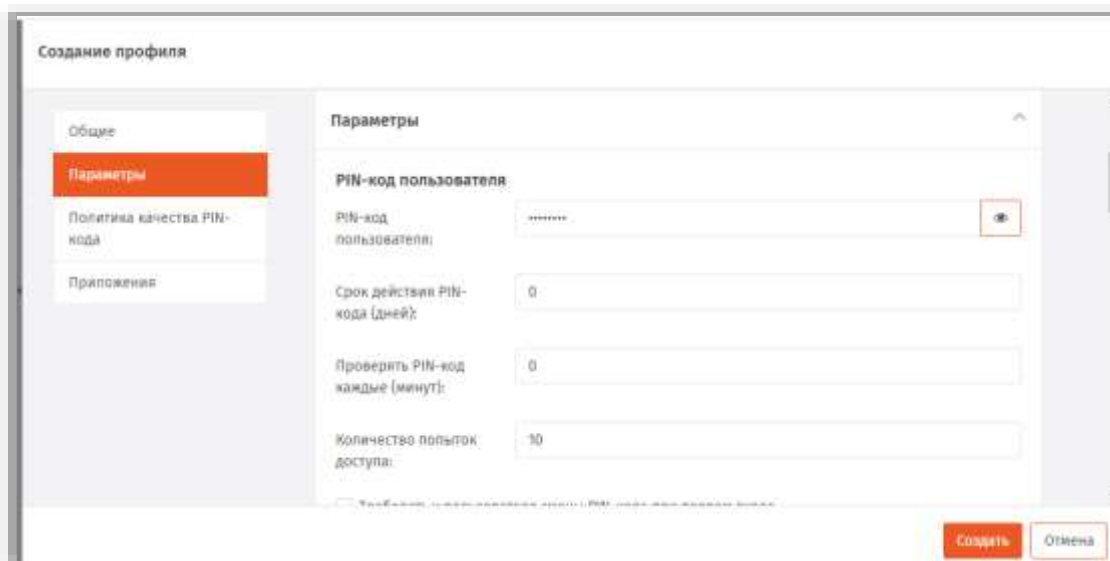 Создание профиля
Общие
Параметры
Политика качества PIN-
кода
Приложения
Параметры
PIN-код пользователя
PIN-код
пользователя:
••••••••
Срок действия PIN-
кода (дней):
0
Проверять PIN-код
каждые (минут):
0
Количество попыток
доступа:
10
Создать
Отмена